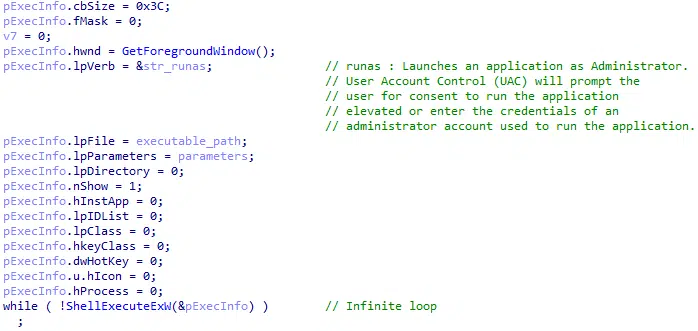 pExecInfo.cbSize = 0x3C;
pExecInfo.fMask = 0;
v7 = 0;
pExecInfo.hwnd = GetForegroundWindow();
pExecInfo.lpVerb = &str_runas; // runas : Launches an application as Administrator.
// User Account Control (UAC) will prompt the
// user for consent to run the application
// elevated or enter the credentials of an
// administrator account used to run the application.
pExecInfo.lpFile = executable_path;
pExecInfo.lpParameters = parameters;
pExecInfo.lpDirectory = 0;
pExecInfo.nShow = 1;
pExecInfo.hInstApp = 0;
pExecInfo.lpIDList = 0;
pExecInfo.lpClass = 0;
pExecInfo.hkeyClass = 0;
pExecInfo.dwHotKey = 0;
pExecInfo.u.hIcon = 0;
pExecInfo.hProcess = 0;
while ( !ShellExecuteExW(&pExecInfo) ) // Infinite loop
;